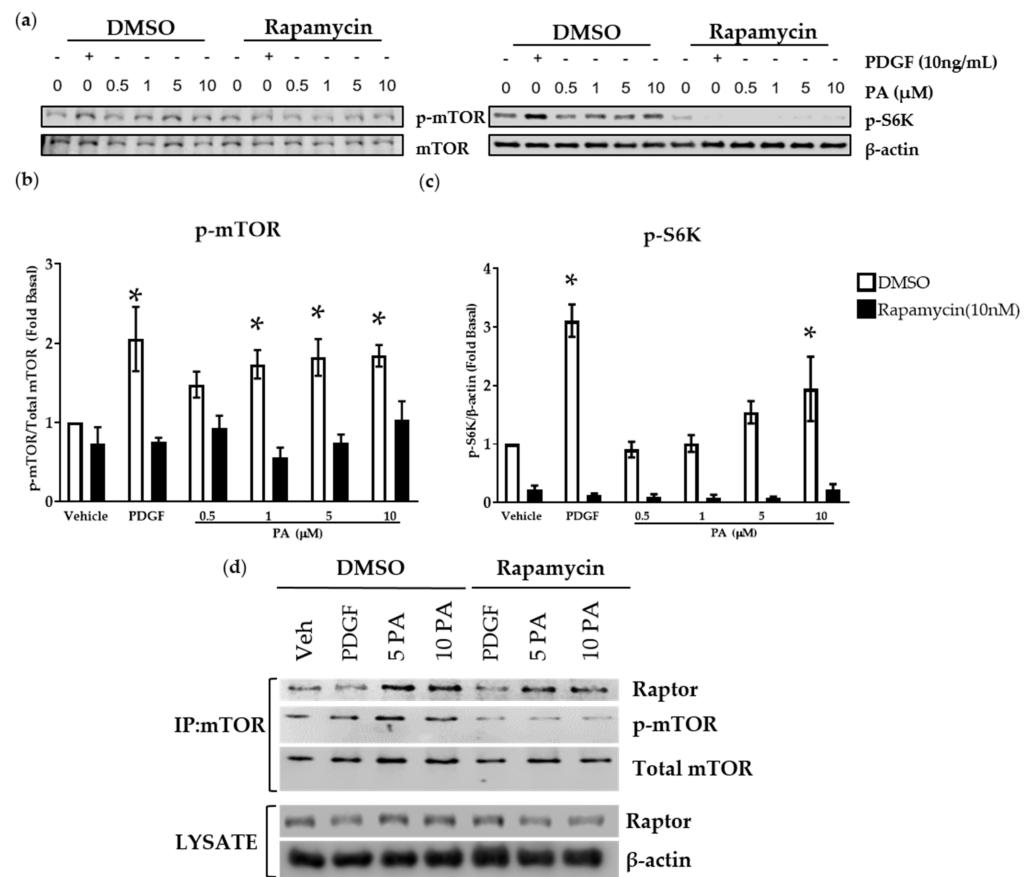 (a)
DMSO Rapamycin
- + - - - - - + - - - -
0 0 0.5 1 5 10 0 0 0.5 1 5 10
p-mTOR
mTOR
DMSO Rapamycin
- + - - - - - + - - - - PDGF (10ng/mL)
0 0 0.5 1 5 10 0 0 0.5 1 5 10 PA (μM)
p-S6K
β-actin
(b)
p-mTOR
p-mTOR/Total mTOR (Fold Basal)
3
2
1
0
* * * *
Vehicle PDGF 0.5 1 5 10
PA (μM)
(c)
p-S6K
p-S6K/β-actin (Fold Basal)
4
3
2
1
0
* *
Vehicle PDGF 0.5 1 5 10
PA (μM)
DMSO
Rapamycin(10nM)
(d)
DMSO Rapamycin
Veh PDGF 5 PA 10 PA PDGF 5 PA 10 PA
IP:mTOR
Raptor
p-mTOR
Total mTOR
LYSATE
Raptor
β-actin